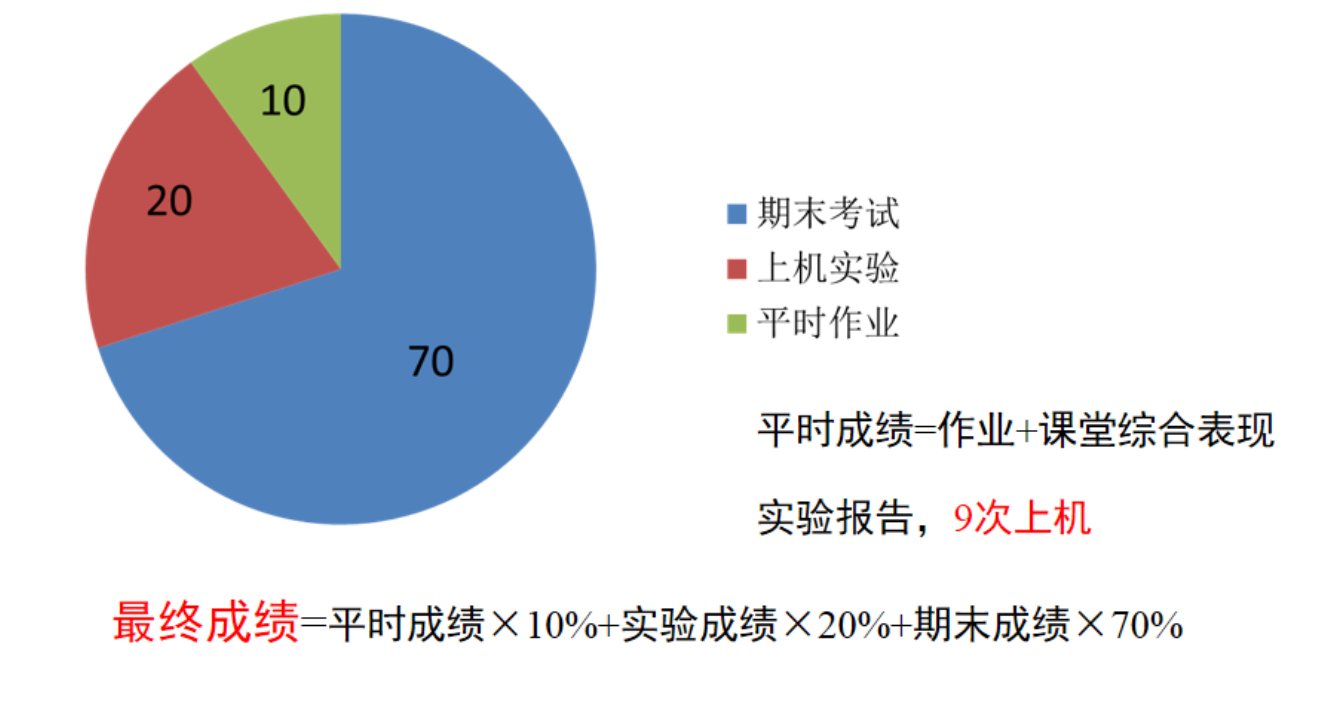 10
20
70
期末考试
上机实验
平时作业
平时成绩=作业+课堂综合表现
实验报告，9次上机
最终成绩=平时成绩×10%+实验成绩×20%+期末成绩×70%